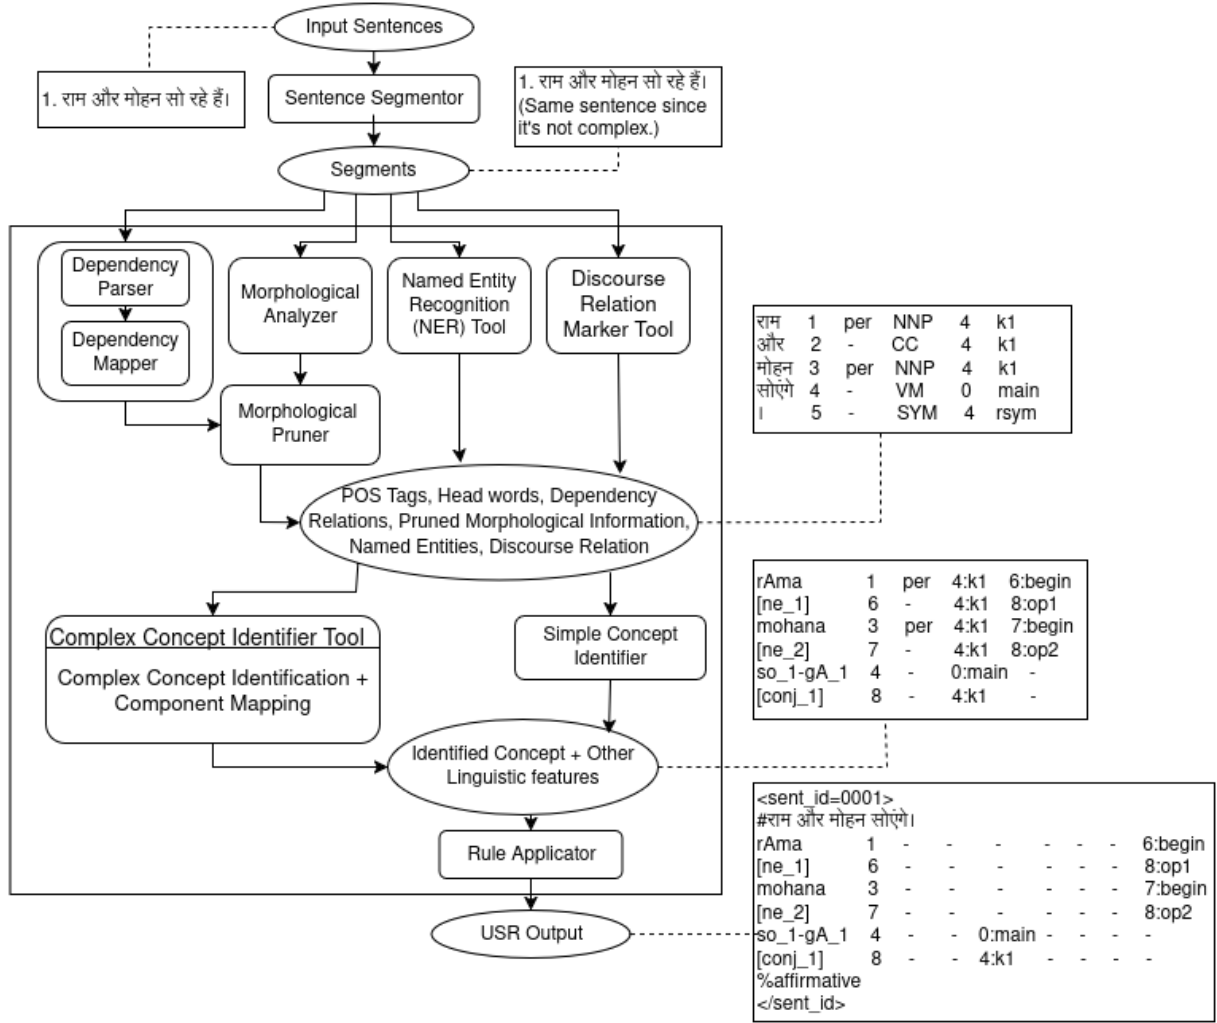 Input Sentences
1. राम और मोहन सो रहे हैं।
Sentence Segmentor
1. राम और मोहन सो रहे हैं।
(Same sentence since
it's not complex.)
Segments
Dependency
Parser
Dependency
Mapper
Morphological
Analyzer
Named Entity
Recognition
(NER) Tool
Discourse
Relation
Marker Tool
Morphological
Pruner
राम 1 per NNP 4 k1
और 2 - CC 4 k1
मोहन 3 per NNP 4 k1
सोएंगे 4 - VM 0 main
। 5 - SYM 4 rsym
POS Tags, Head words, Dependency
Relations, Pruned Morphological Information,
Named Entities, Discourse Relation
Complex Concept Identifier Tool
Complex Concept Identification +
Component Mapping
Simple Concept
Identifier
rAma 1 per 4:k1 6:begin
[ne_1] 6 - 4:k1 8:op1
mohana 3 per 4:k1 7:begin
[ne_2] 7 - 4:k1 8:op2
so_1-gA_1 4 - 0:main -
[conj_1] 8 - 4:k1 -
Identified Concept + Other
Linguistic features
Rule Applicator
USR Output
<sent_id=0001>
#राम और मोहन सोएंगे।
rAma 1 - - - - - - 6:begin
[ne_1] 6 - - - - - - 8:op1
mohana 3 - - - - - - 7:begin
[ne_2] 7 - - - - - - 8:op2
so_1-gA_1 4 - - 0:main - - - -
[conj_1] 8 - - 4:k1 - - - -
%affirmative
</sent_id>